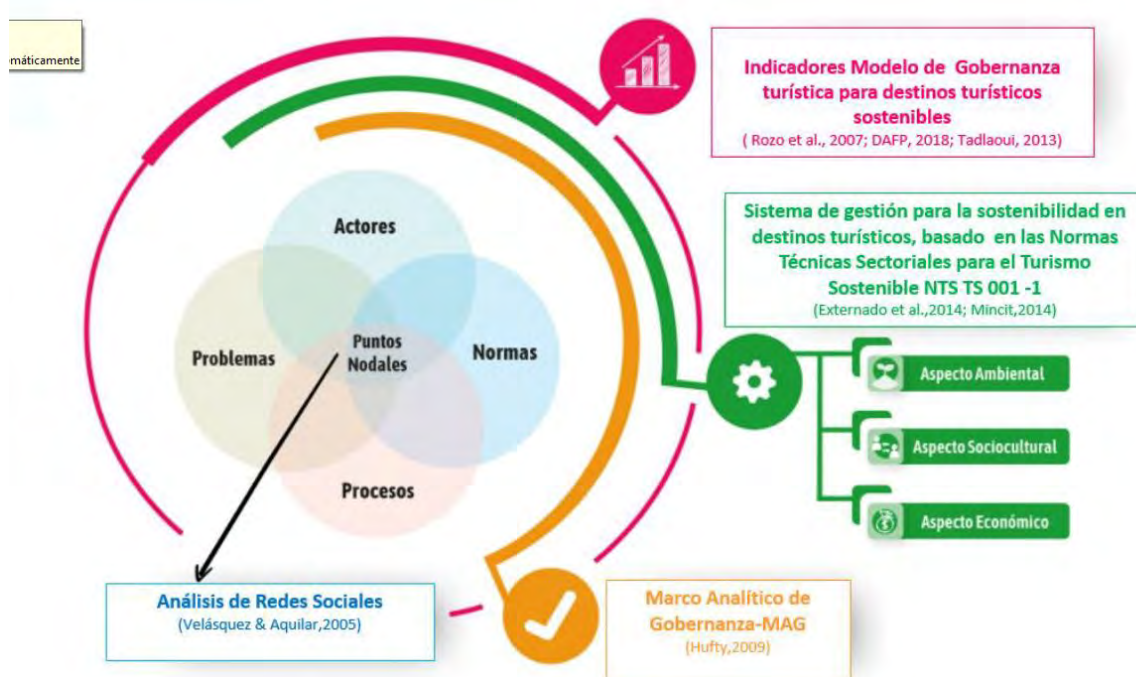 omáticamente
Indicadores Modelo de Gobernanza
turística para destinos turísticos
sostenibles
( Rozo et al., 2007; DAFP, 2018; Tadlaoui, 2013)
Sistema de gestión para la sostenibilidad en
destinos turísticos, basado en las Normas
Técnicas Sectoriales para el Turismo
Sostenible NTS TS 001 -1
(Externado et al.,2014; Mincit,2014)
Actores
Problemas
Puntos
Nodales
Normas
Procesos
Aspecto Ambiental
Aspecto Sociocultural
Aspecto Económico
Análisis de Redes Sociales
(Velásquez & Aquilar,2005)
Marco Analítico de
Gobernanza-MAG
(Hufty,2009)